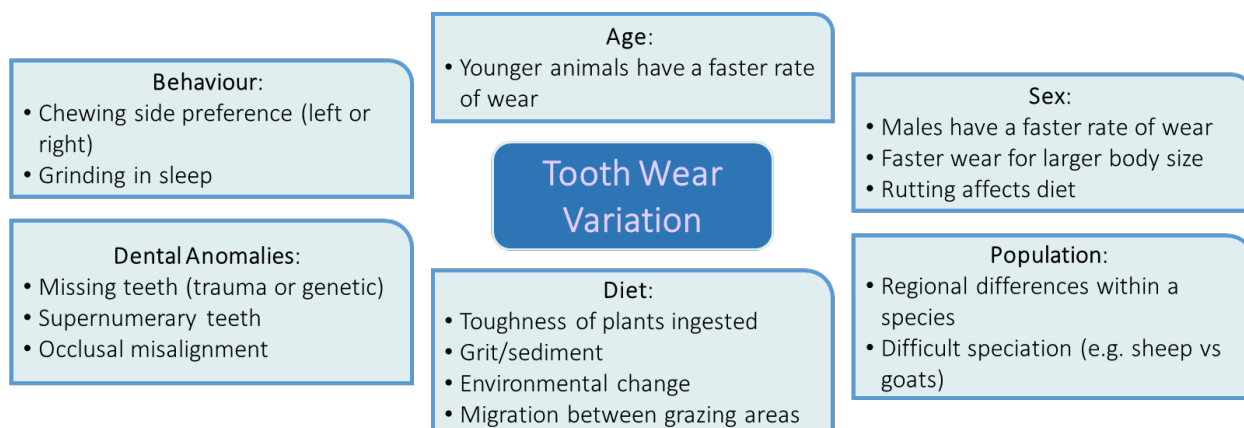 Behaviour:
• Chewing side preference (left or
right)
• Grinding in sleep
Age:
• Younger animals have a faster rate
of wear
Sex:
• Males have a faster rate of wear
• Faster wear for larger body size
• Rutting affects diet
Tooth Wear
Variation
Dental Anomalies:
• Missing teeth (trauma or genetic)
• Supernumerary teeth
• Occlusal misalignment
Diet:
• Toughness of plants ingested
• Grit/sediment
• Environmental change
• Migration between grazing areas
Population:
• Regional differences within a
species
• Difficult speciation (e.g. sheep vs
goats)